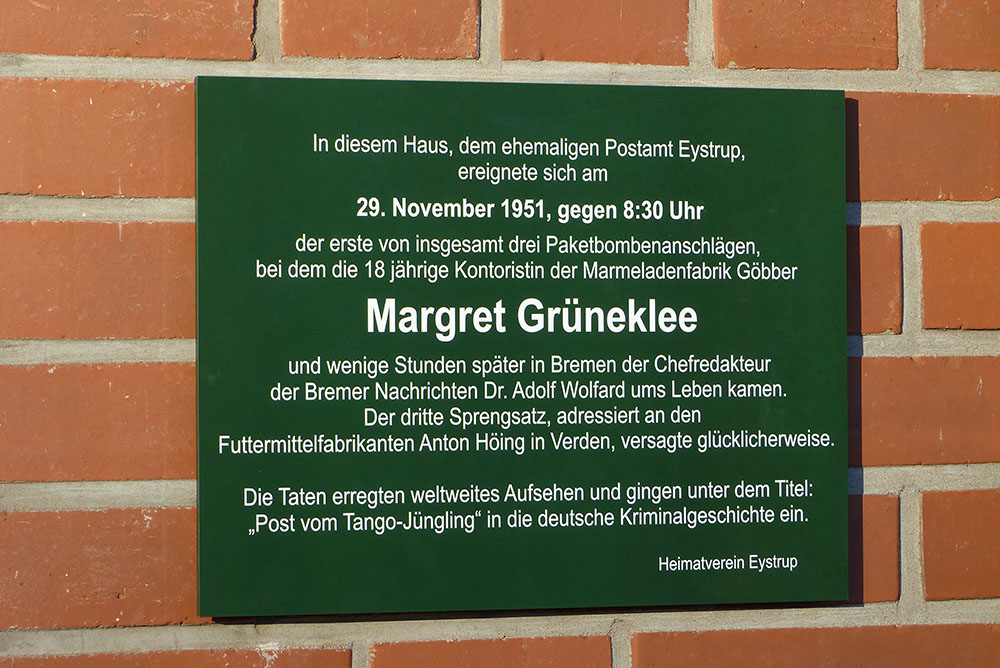 In diesem Haus, dem ehemaligen Postamt Eystrup,
ereignete sich am
29. November 1951, gegen 8:30 Uhr
der erste von insgesamt drei Paketbombenanschlägen,
bei dem die 18 jährige Kontoristin der Marmeladenfabrik Göbber
Margret Grüneklee
und wenige Stunden später in Bremen der Chefredakteur
der Bremer Nachrichten Dr. Adolf Wolfard ums Leben kamen.
Der dritte Sprengsatz, adressiert an den
Futtermittelfabrikanten Anton Höing in Verden, versagte glücklicherweise.
Die Taten erregten weltweites Aufsehen und gingen unter dem Titel:
„Post vom Tango-Jüngling“ in die deutsche Kriminalgeschichte ein.
Heimatverein Eystrup